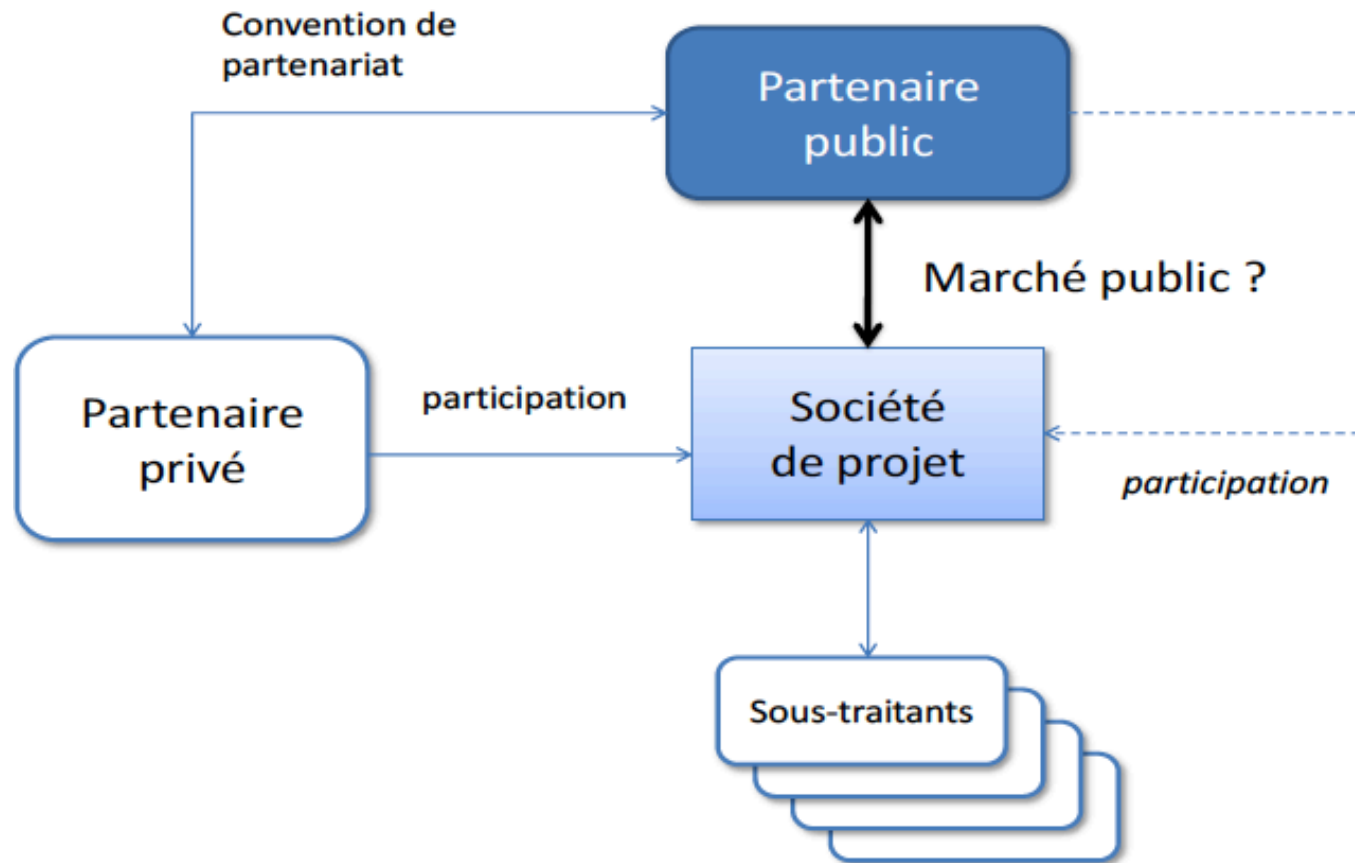 Convention de
partenariat
Partenaire
public
Marché public ?
Partenaire
privé
participation
Société
de projet
participation
Sous-traitants